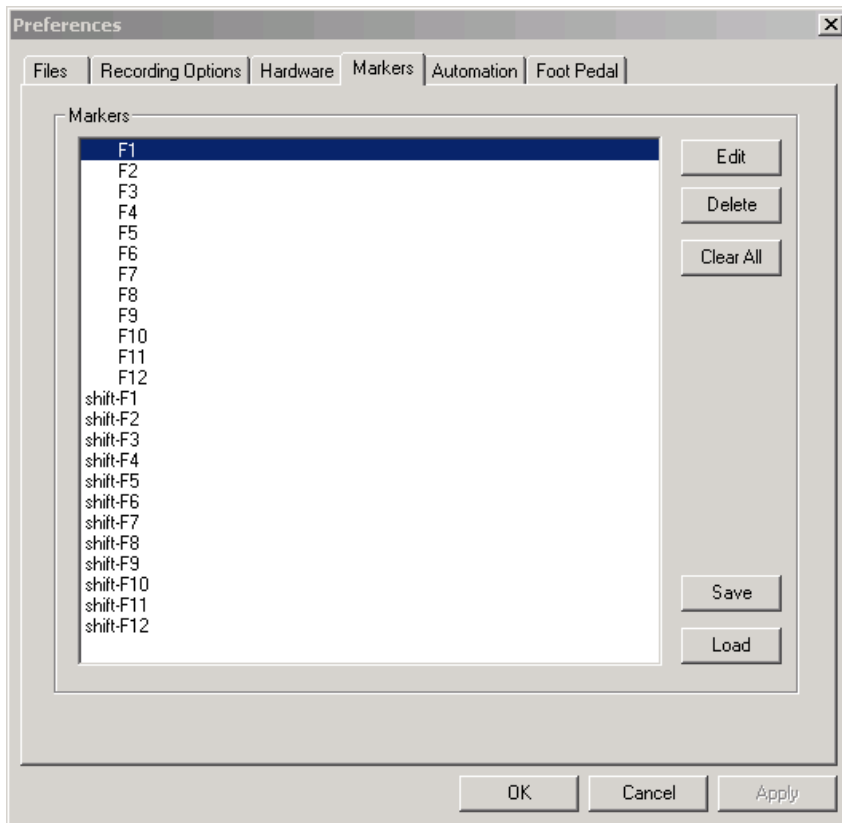 Preferences
Files Recording Options Hardware Markers Automation Foot Pedal
Markers
F1
F2
F3
F4
F5
F6
F7
F8
F9
F10
F11
F12
shift-F1
shift-F2
shift-F3
shift-F4
shift-F5
shift-F6
shift-F7
shift-F8
shift-F9
shift-F10
shift-F11
shift-F12
Edit
Delete
Clear All
Save
Load
OK Cancel Apply